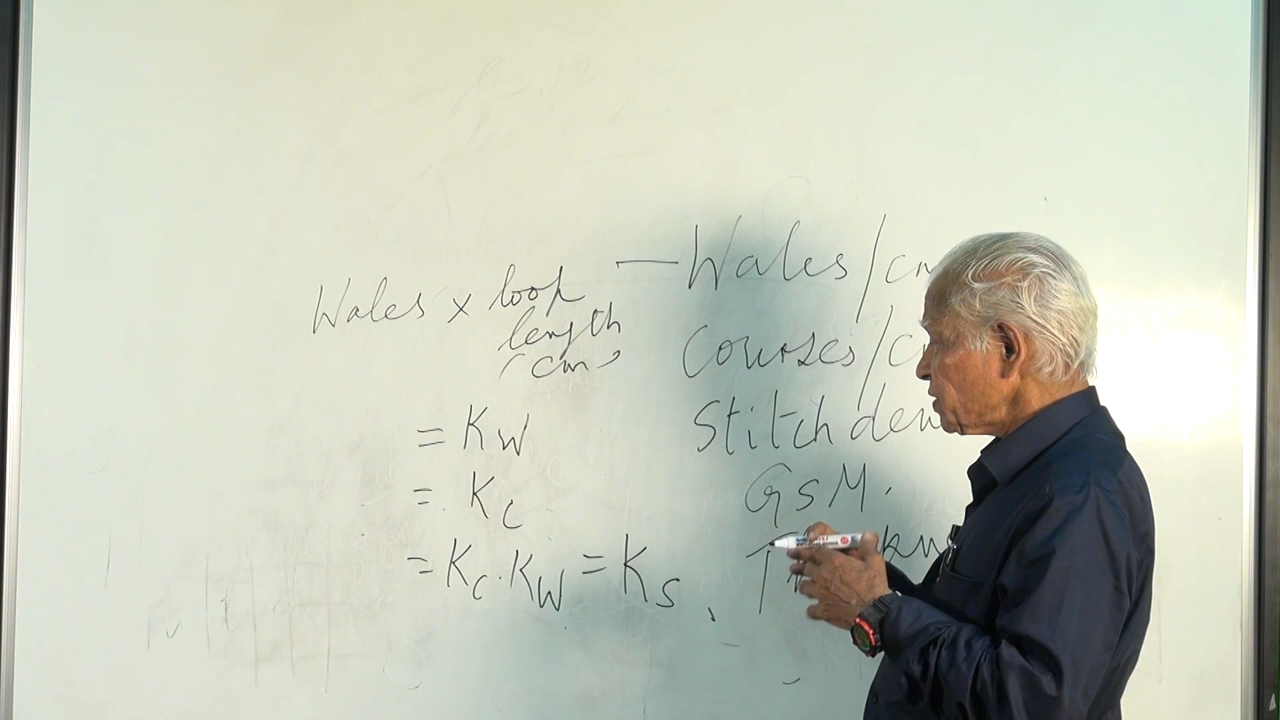 Wales x loop
length
(cm)
= KW
= KC
= KC.KW = KS
— Wales/cm
Courses/c
Stitch den
GSM.